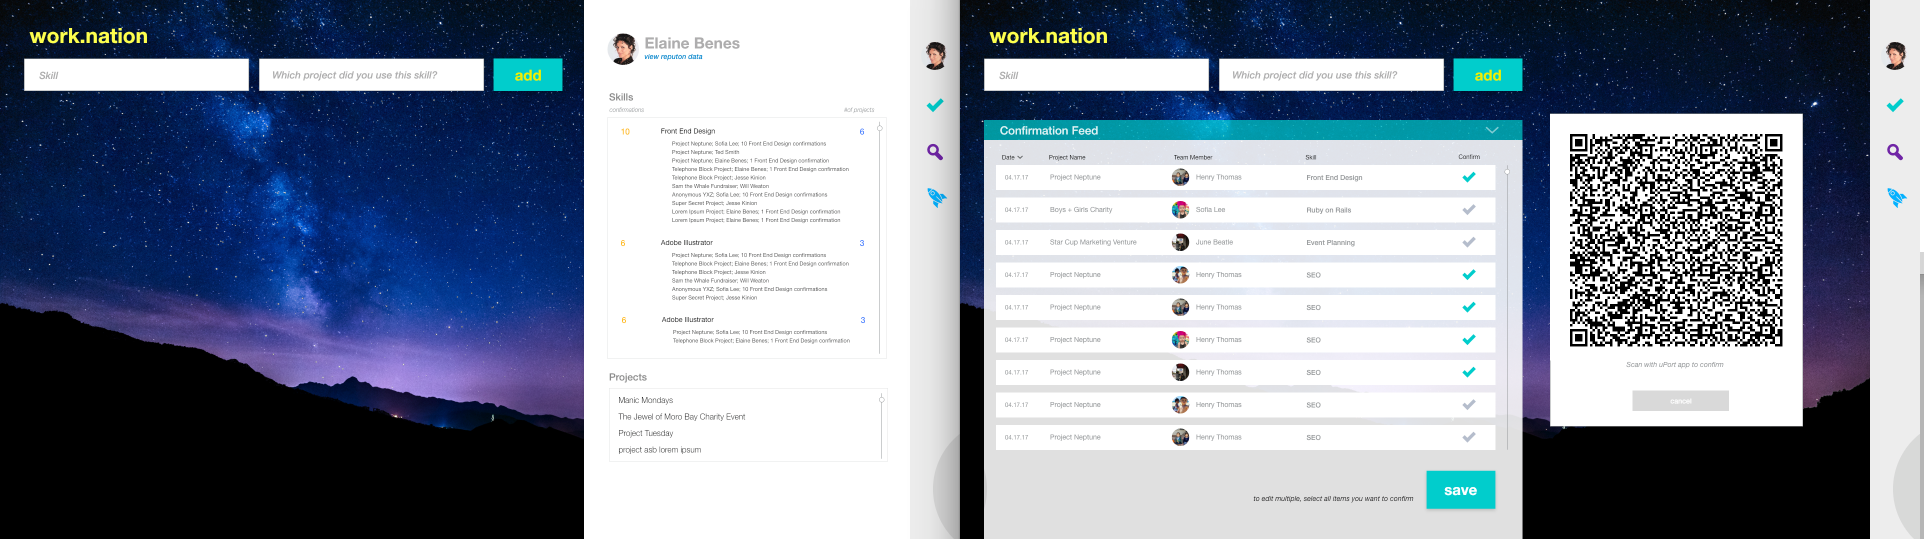 work.nation
Skill
Which project did you use this skill?
add
Elaine Benes
view reputon data
Skills
confirmations
#of projects
10 Front End Design 6
Project Neptune; Sofia Lee; 10 Front End Design confirmations
Project Neptune; Ted Smith
Project Neptune; Elaine Benes; 1 Front End Design confirmation
Telephone Block Project; Elaine Benes; 1 Front End Design confirmation
Telephone Block Project; Jesse Kinion
Sam the Whale Fundraiser; Will Weaton
Anonymous YXZ; Sofia Lee; 10 Front End Design confirmations
Super Secret Project; Jesse Kinion
Lorem Ipsum Project; Elaine Benes; 1 Front End Design confirmation
Lorem Ipsum Project; Elaine Benes; 1 Front End Design confirmation
6 Adobe Illustrator 3
Project Neptune; Sofia Lee; 10 Front End Design confirmations
Telephone Block Project; Elaine Benes; 1 Front End Design confirmation
Telephone Block Project; Jesse Kinion
Sam the Whale Fundraiser; Will Weaton
Anonymous YXZ; Sofia Lee; 10 Front End Design confirmations
Super Secret Project; Jesse Kinion
6 Adobe Illustrator 3
Project Neptune; Sofia Lee; 10 Front End Design confirmations
Telephone Block Project; Elaine Benes; 1 Front End Design confirmation
Projects
Manic Mondays
The Jewel of Moro Bay Charity Event
Project Tuesday
project asb lorem ipsum
work.nation
Skill
Which project did you use this skill?
add
Confirmation Feed
Date Project Name Team Member Skill Confirm
04.17.17 Project Neptune Henry Thomas Front End Design
04.17.17 Boys + Girls Charity Sofia Lee Ruby on Rails
04.17.17 Star Cup Marketing Venture June Beatie Event Planning
04.17.17 Project Neptune Henry Thomas SEO
04.17.17 Project Neptune Henry Thomas SEO
04.17.17 Project Neptune Henry Thomas SEO
04.17.17 Project Neptune Henry Thomas SEO
04.17.17 Project Neptune Henry Thomas SEO
04.17.17 Project Neptune Henry Thomas SEO
to edit multiple, select all items you want to confirm
save
Scan with uPort app to confirm
cancel